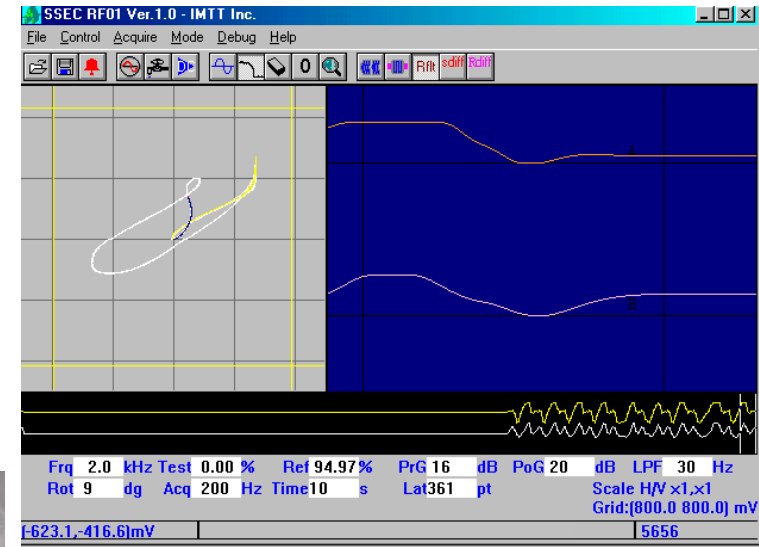 SSEC RF01 Ver.1.0 - IMTT Inc.
File Control Acquire Mode Debug Help
0 Rflt sdiff Rdiff
A
B
Frq 2.0 kHz Test 0.00 % Ref 94.97 % PrG 16 dB PoG 20 dB LPF 30 Hz
Rot 9 dg Acq 200 Hz Time 10 s Lat 361 pt Scale H/V ×1,×1
Grid:(800.0 800.0) mV
(-623.1,-416.6)mV 5656